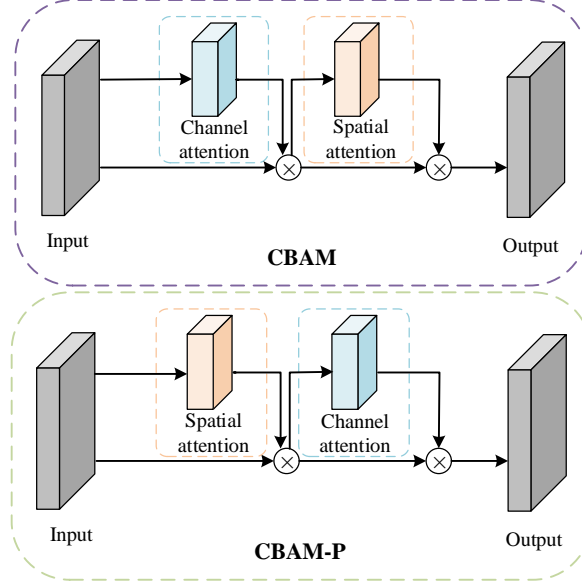 Channel
attention
Spatial
attention
×
×
Input
CBAM
Output
Spatial
attention
Channel
attention
×
×
Input
CBAM-P
Output